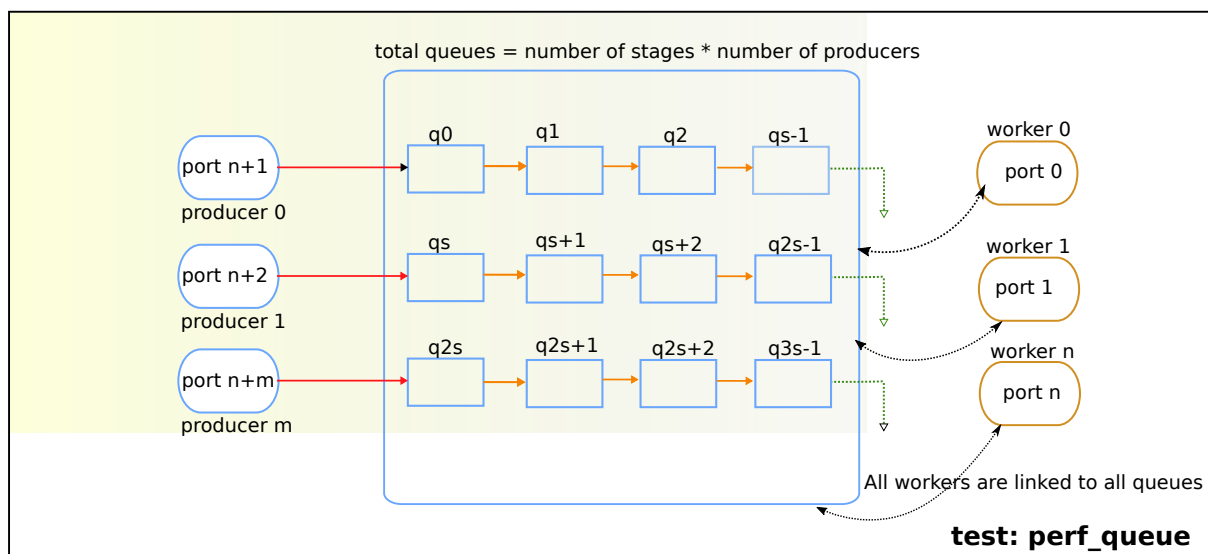 total queues = number of stages * number of producers
q0
q1
q2
qs-1
worker 0
port n+1
port 0
producer 0
qs
qs+1
qs+2
q2s-1
worker 1
port n+2
port 1
producer 1
q2s
q2s+1
q2s+2
q3s-1
worker n
port n+m
port n
producer m
All workers are linked to all queues
test: perf_queue